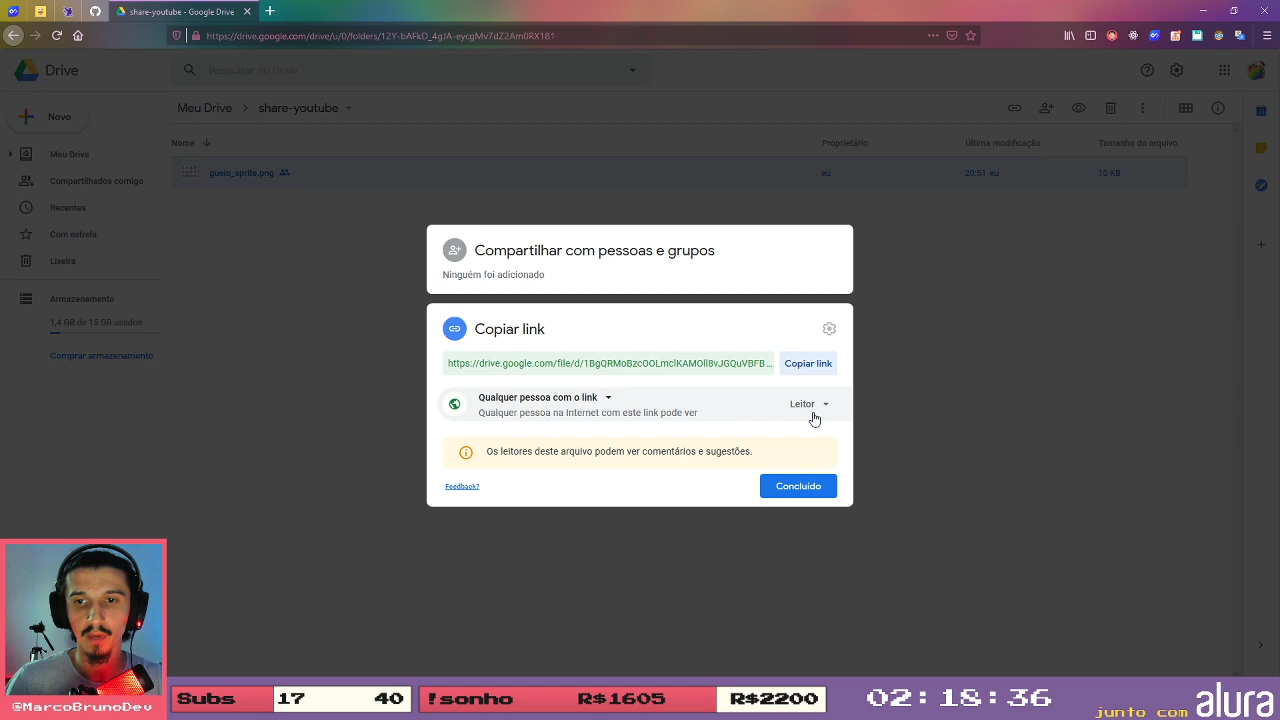 share-youtube - Google Drive
https://drive.google.com/drive/u/0/folders/12Y-bAFkD_4gJA-eycgMv7dZ2Am0RX181
Drive
Pesquisar no Drive
Novo
Meu Drive
share-youtube
Nome
Proprietário
Última modificação
Tamanho do arquivo
Meu Drive
gueio_sprite.png
eu
20:51 eu
10 KB
Compartilhados comigo
Recentes
Com estrela
Lixeira
Armazenamento
1,4 GB de 15 GB usados
Comprar armazenamento
Compartilhar com pessoas e grupos
Ninguém foi adicionado
Copiar link
https://drive.google.com/file/d/1BgQRMoBzcOOLmclKAMOll8vJGQuVBFB...
Copiar link
Qualquer pessoa com o link
Qualquer pessoa na Internet com este link pode ver
Leitor
Os leitores deste arquivo podem ver comentários e sugestões.
Feedback?
Concluído
@MarcoBrunoDev
Subs 17 40
!sonho R$1605 R$2200
02:18:36
junto com alura